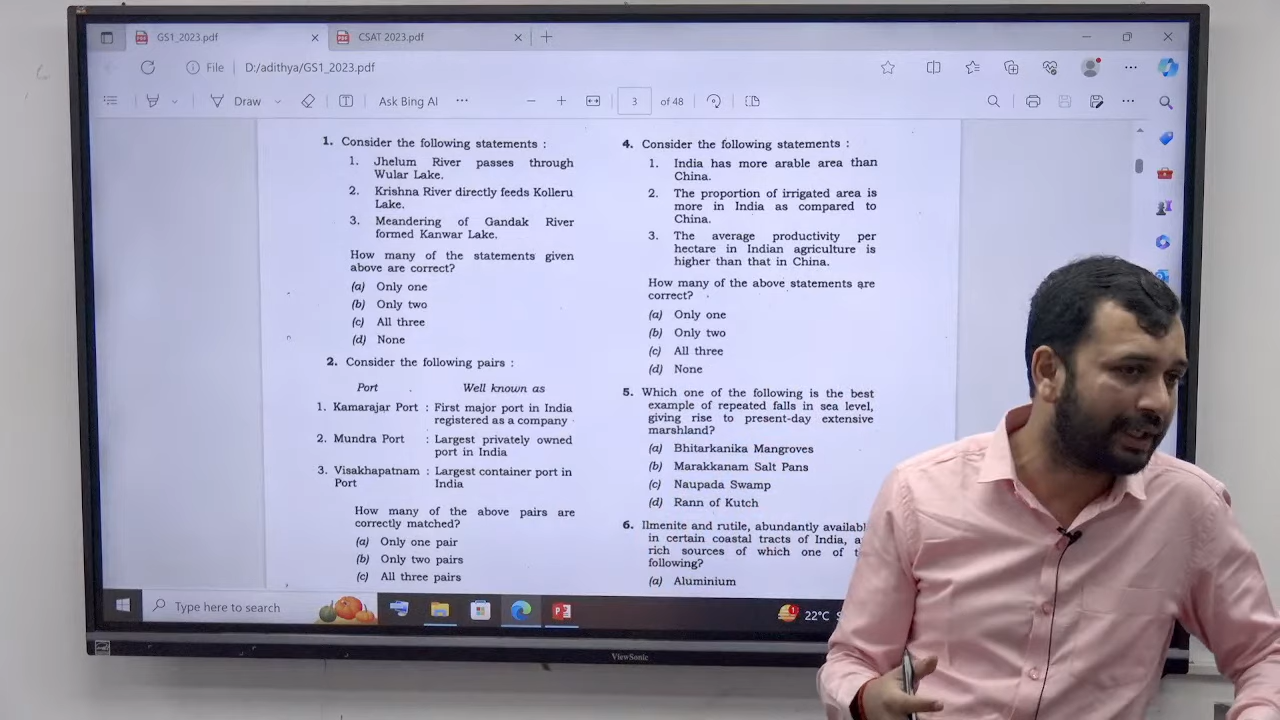 GS1_2023.pdf
CSAT 2023.pdf
File D:/adithya/GS1_2023.pdf
Draw
Ask Bing AI
3 of 48
1. Consider the following statements :
1. Jhelum River passes through
Wular Lake.
2. Krishna River directly feeds Kolleru
Lake.
3. Meandering of Gandak River
formed Kanwar Lake.
How many of the statements given
above are correct?
(a) Only one
(b) Only two
(c) All three
(d) None
2. Consider the following pairs :
Port Well known as
1. Kamarajar Port : First major port in India
registered as a company
2. Mundra Port : Largest privately owned
port in India
3. Visakhapatnam : Largest container port in
Port India
How many of the above pairs are
correctly matched?
(a) Only one pair
(b) Only two pairs
(c) All three pairs
4. Consider the following statements :
1. India has more arable area than
China.
2. The proportion of irrigated area is
more in India as compared to
China.
3. The average productivity per
hectare in Indian agriculture is
higher than that in China.
How many of the above statements are
correct?
(a) Only one
(b) Only two
(c) All three
(d) None
5. Which one of the following is the best
example of repeated falls in sea level,
giving rise to present-day extensive
marshland?
(a) Bhitarkanika Mangroves
(b) Marakkanam Salt Pans
(c) Naupada Swamp
(d) Rann of Kutch
6. Ilmenite and rutile, abundantly
in certain coastal tracts of India,
rich sources of which one of
following?
(a) Aluminium
Type here to search
1
22°C
ViewSonic